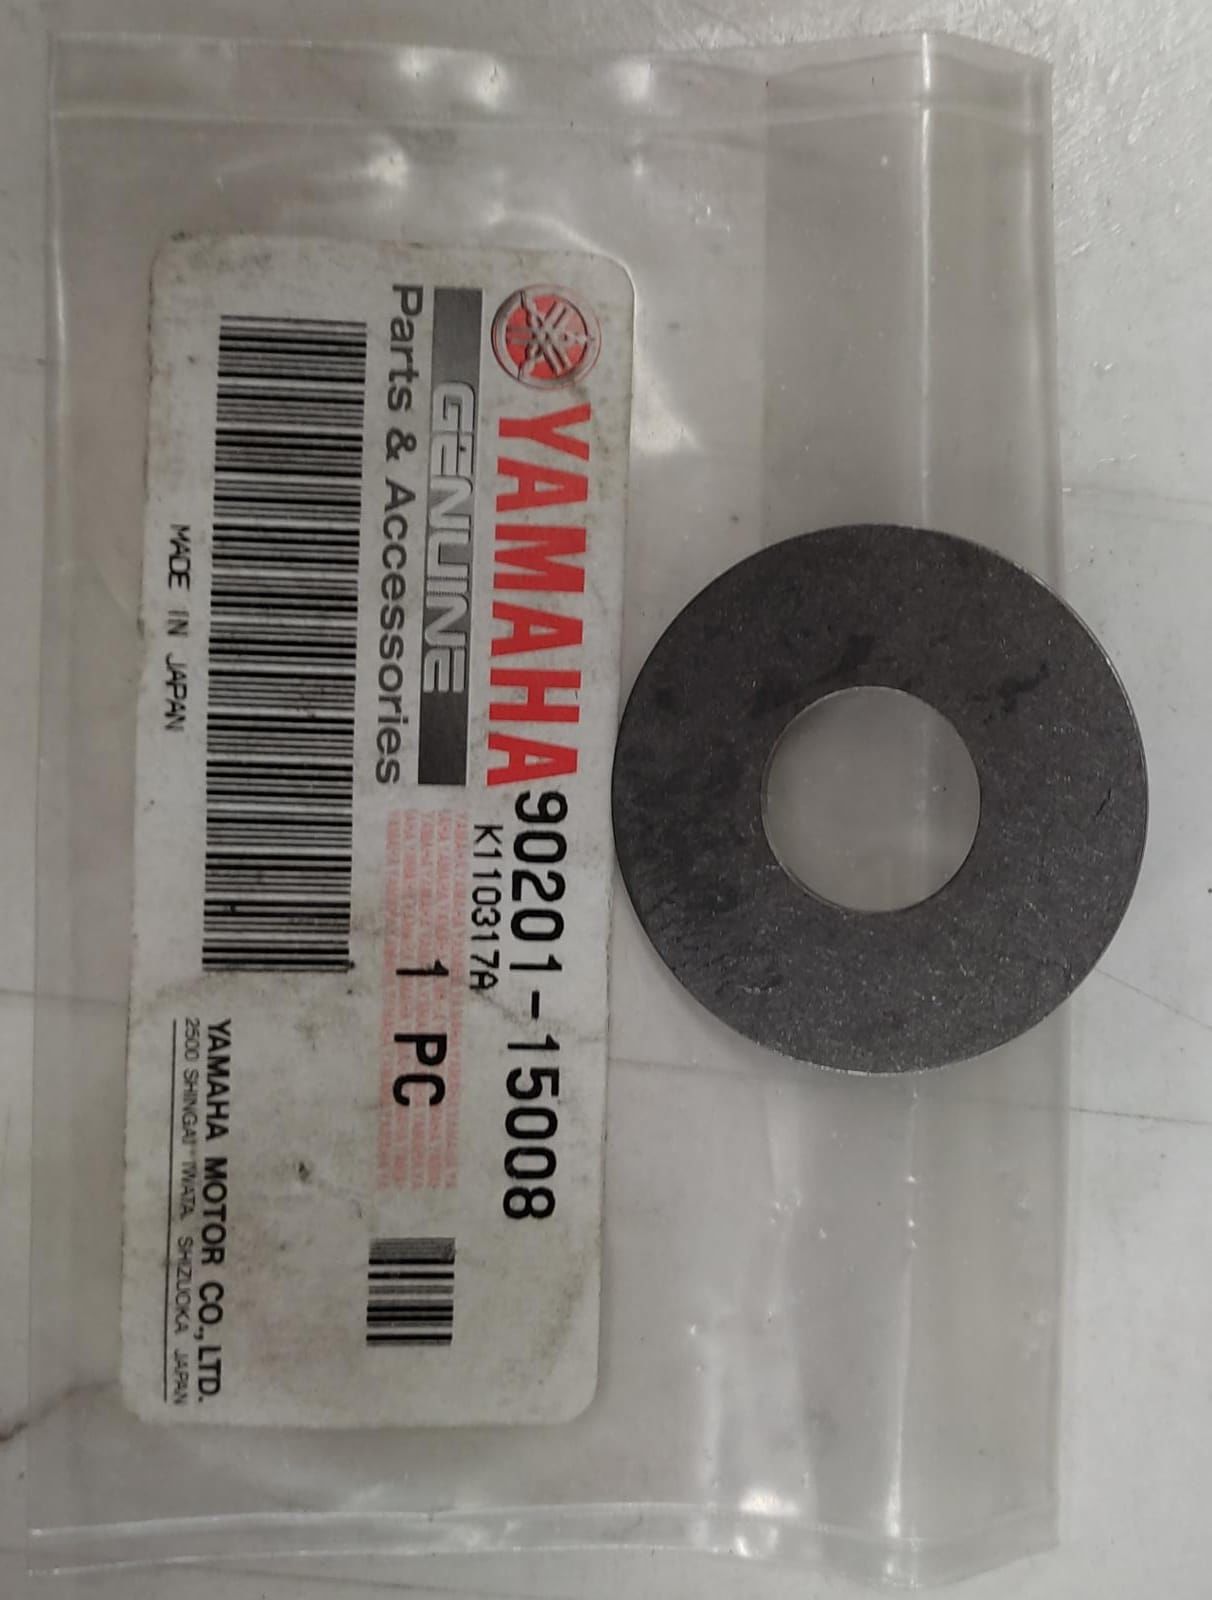 YAMAHA
90201-15008
K110317A
GENUINE
Parts & Accessories
1 PC
MADE IN JAPAN
YAMAHA MOTOR CO., LTD.
2500 SHINGAI IWATA SHIZUOKA JAPAN